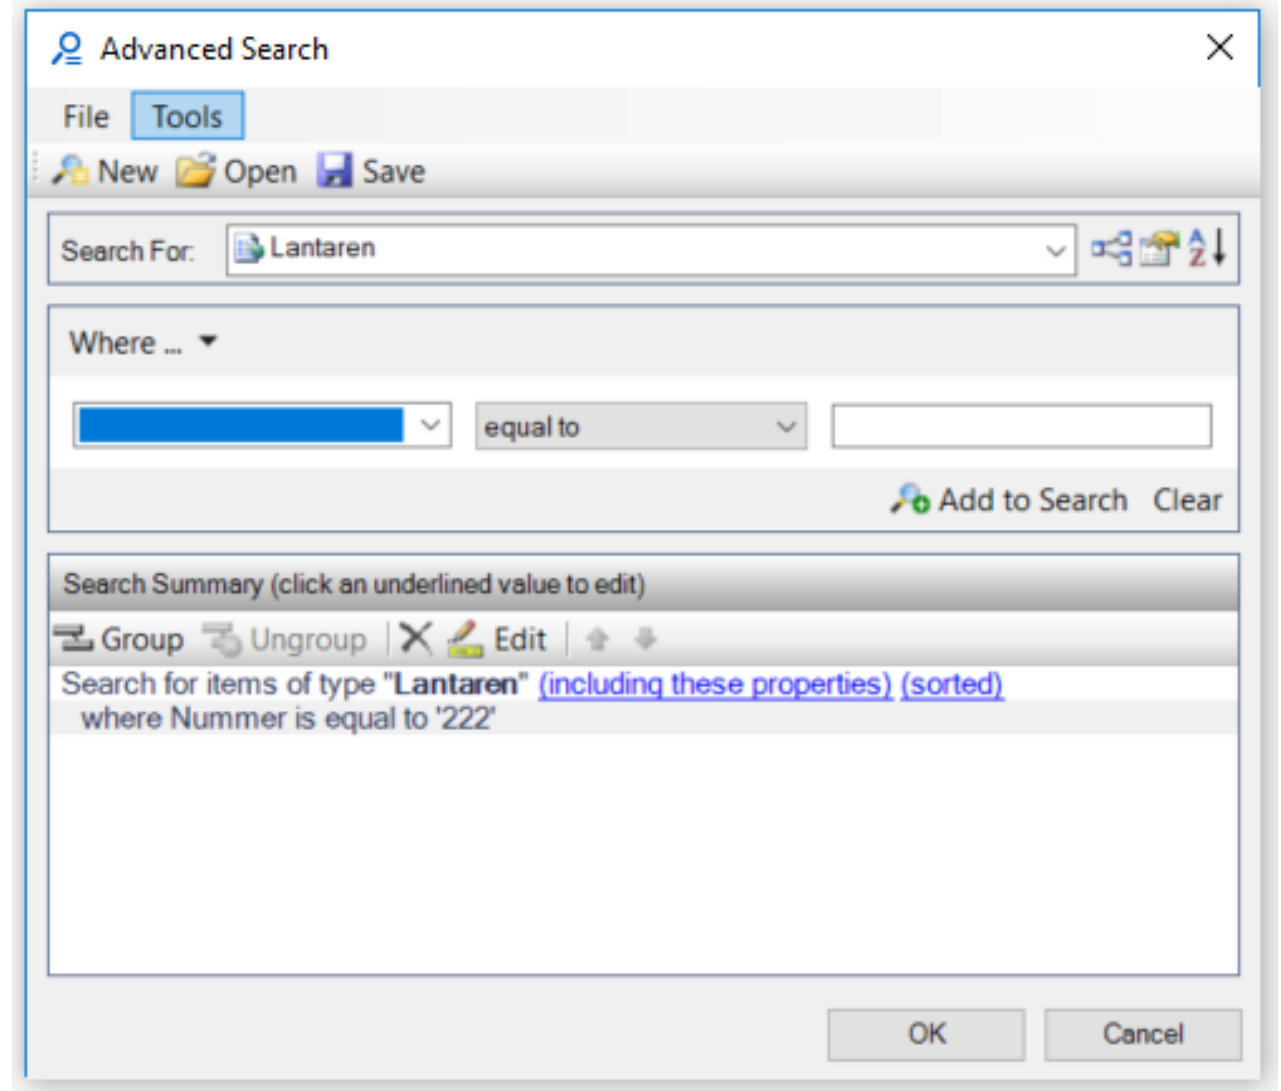 Advanced Search
File Tools
New Open Save
Search For: Lantaren
Where ...
equal to
Add to Search Clear
Search Summary (click an underlined value to edit)
Group Ungroup Edit
Search for items of type "Lantaren" (including these properties) (sorted)
where Nummer is equal to '222'
OK Cancel